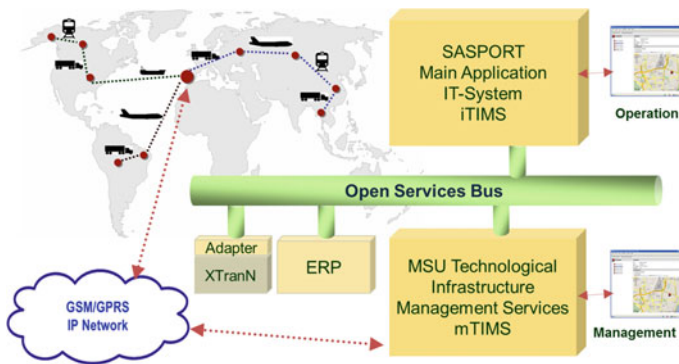 SASPORT
Main Application
IT-System
iTIMS
Operation
Open Services Bus
Adapter
XTranN
ERP
MSU Technological
Infrastructure
Management Services
mTIMS
Management
GSM/GPRS
IP Network